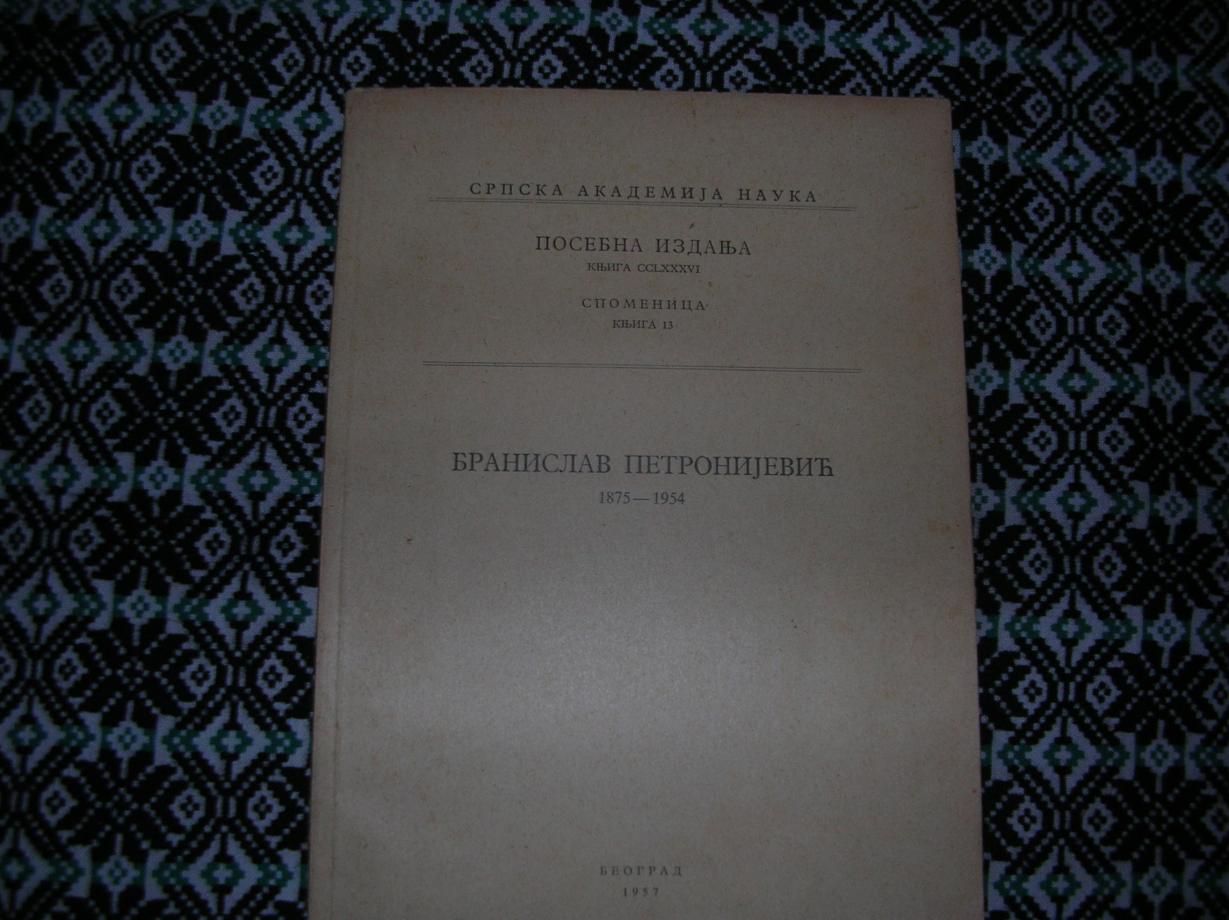 СРПСКА АКАДЕМИЈА НАУКА
ПОСЕБНА ИЗДАЊА
КЊИГА CCLXXXVI
СПОМЕНИЦА
КЊИГА 13
БРАНИСЛАВ ПЕТРОНИЈЕВИЋ
1875—1954
БЕОГРАД
1957